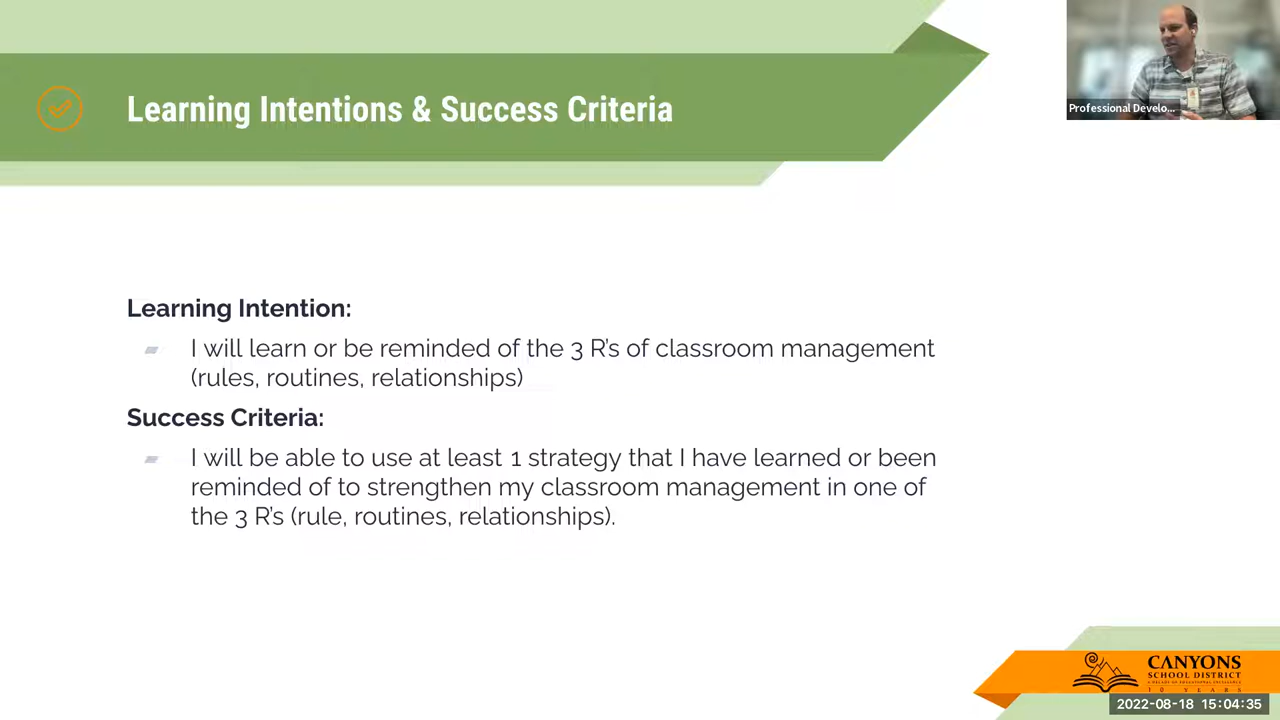 Learning Intentions & Success Criteria
Professional Develo...
Learning Intention:
I will learn or be reminded of the 3 R's of classroom management
(rules, routines, relationships)
Success Criteria:
I will be able to use at least 1 strategy that I have learned or been
reminded of to strengthen my classroom management in one of
the 3 R's (rule, routines, relationships).
CANYONS
SCHOOL DISTRICT
10 YEARS
2022-08-18 15:04:35